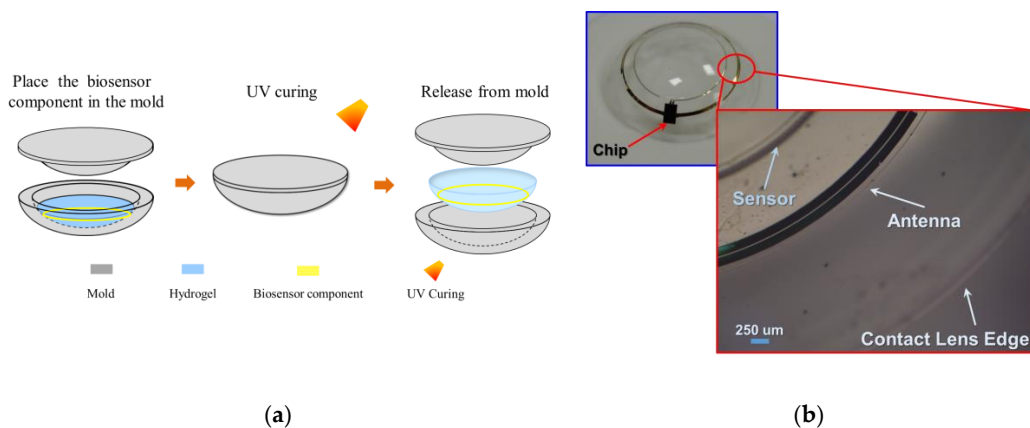 Place the biosensor
component in the mold
UV curing
Release from mold
Mold
Hydrogel
Biosensor component
UV Curing
(a)
Chip
Sensor
Antenna
250 um
Contact Lens Edge
(b)